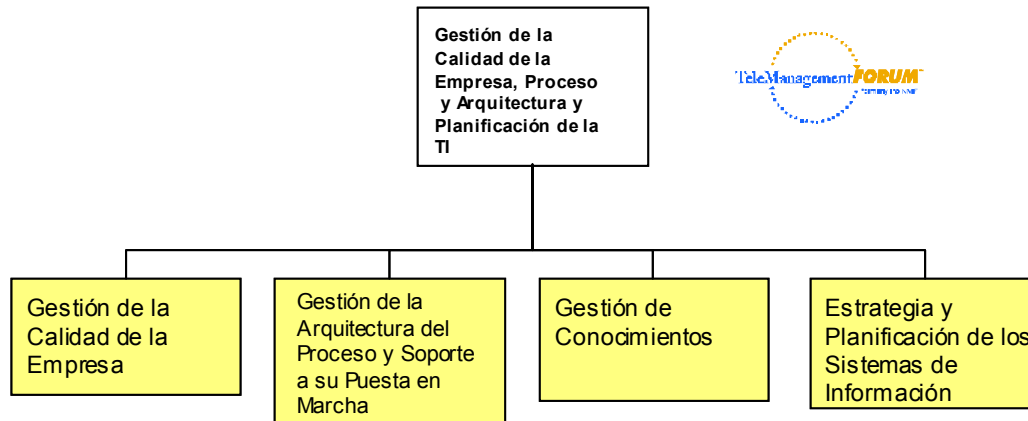 Gestión de la
Calidad de la
Empresa, Proceso
y Arquitectura y
Planificación de la
TI
TeleManagement FORUM
Gestión de la
Calidad de la
Empresa
Gestión de la
Arquitectura del
Proceso y Soporte
a su Puesta en
Marcha
Gestión de
Conocimientos
Estrategia y
Planificación de los
Sistemas de
Información